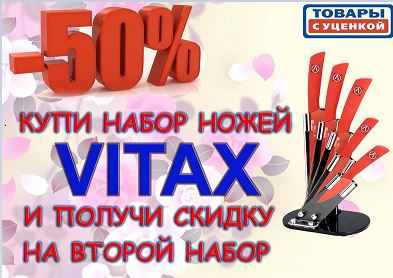 ТОВАРЫ
С УЦЕНКОЙ
-50%
КУПИ НАБОР НОЖЕЙ
VITAX
И ПОЛУЧИ СКИДКУ
НА ВТОРОЙ НАБОР